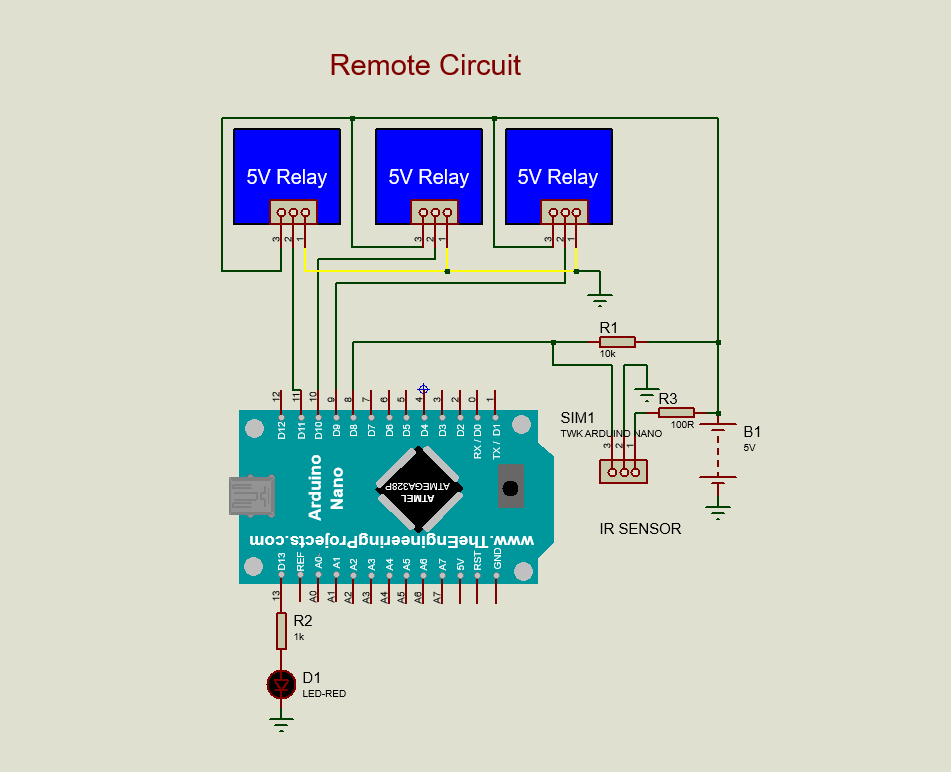 Remote Circuit
5V Relay 5V Relay 5V Relay
3 2 1 3 2 1 3 2 1
R1
10k
R3
100R
SIM1
TWK ARDUINO NANO
3 2 1
B1
5V
IR SENSOR
12 11 10 9 8 7 6 5 4 3 2 0 1
D12 D11 D10 D9 D8 D7 D6 D5 D4 D3 D2 RX / D0 TX / D1
Arduino
Nano
ATMEL
ATMEGA328P
www.TheEngineeringProjects.com
D13 REF A0 A1 A2 A3 A4 A5 A6 A7 5V RST GND
13 A0 A1 A2 A3 A4 A5 A6 A7
R2
1k
D1
LED-RED